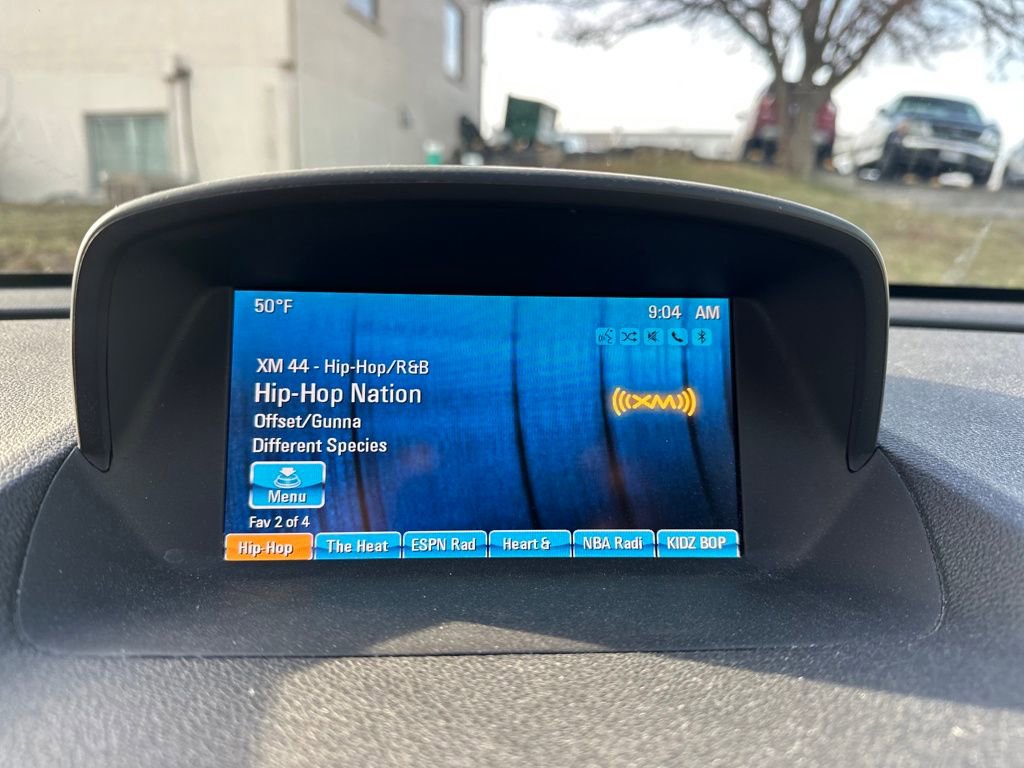 50°F 9:04 AM
XM 44 - Hip-Hop/R&B
Hip-Hop Nation
((XM))
Offset/Gunna
Different Species
Menu
Fav 2 of 4
Hip-Hop The Heat ESPN Rad Heart & NBA Radi KIDZ BOP